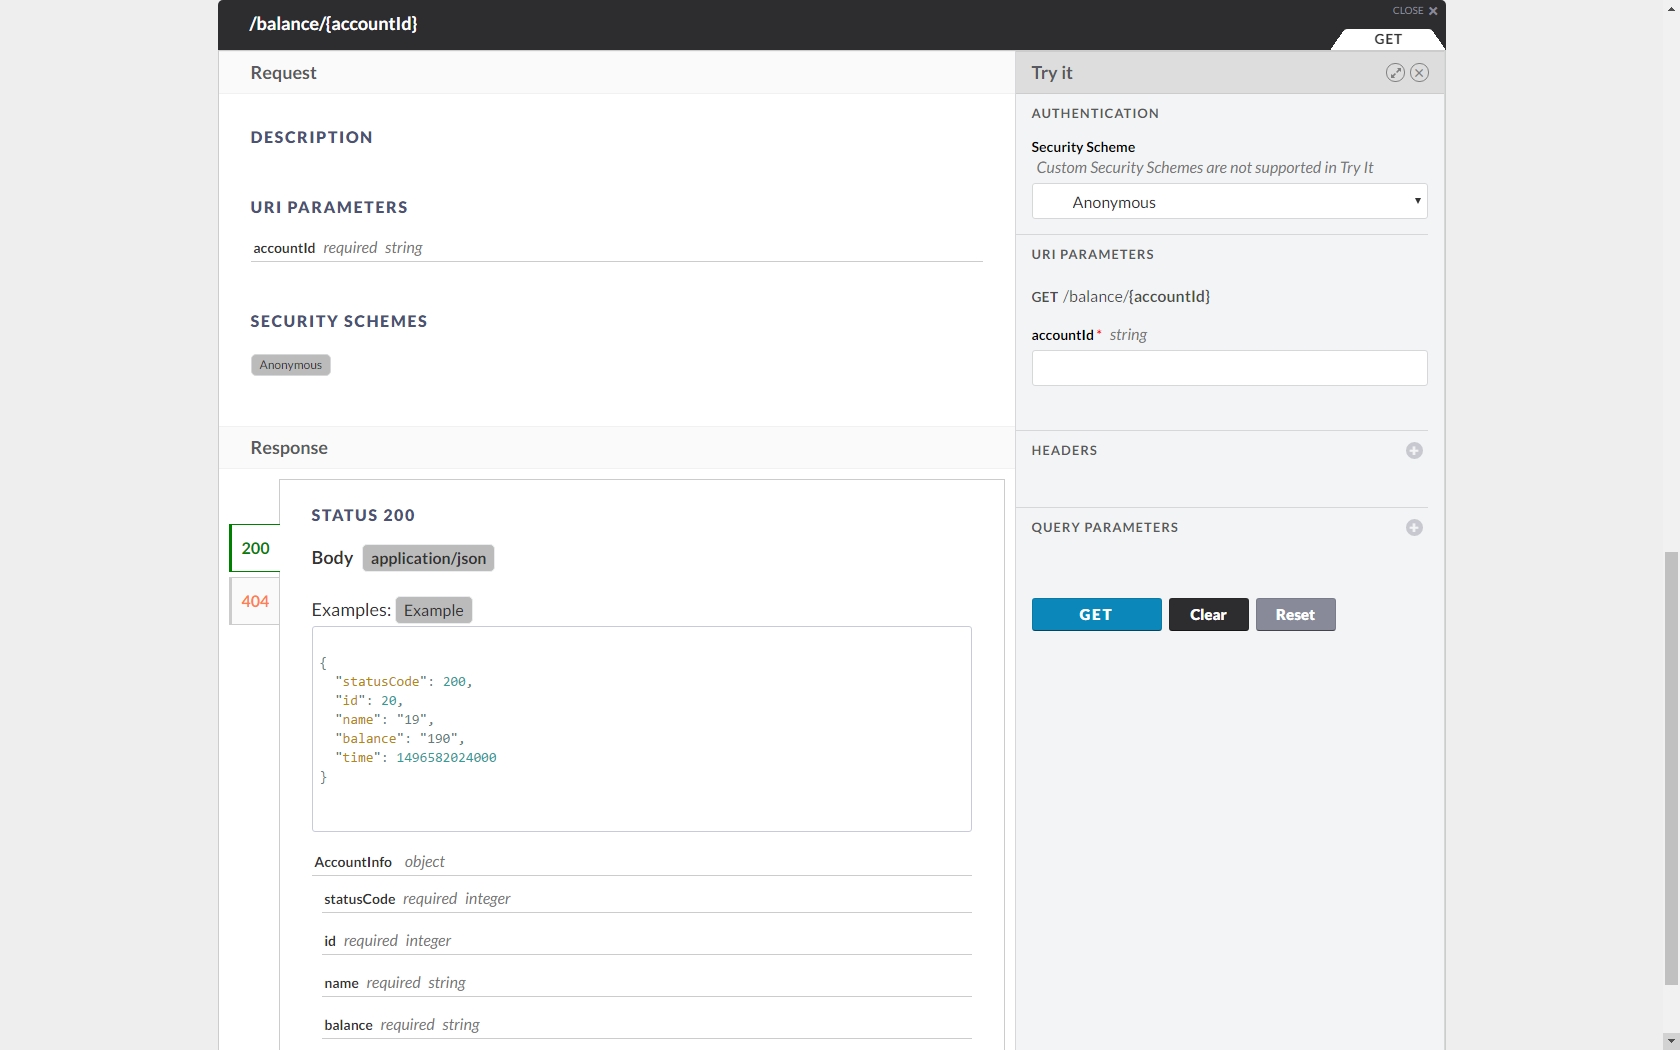 /balance/{accountId}
CLOSE ×
GET
Request
DESCRIPTION
URI PARAMETERS
accountId required string
SECURITY SCHEMES
Anonymous
Response
200
404
STATUS 200
Body application/json
Examples: Example
{
"statusCode": 200,
"id": 20,
"name": "19",
"balance": "190",
"time": 1496582024000
}
AccountInfo object
statusCode required integer
id required integer
name required string
balance required string
Try it
AUTHENTICATION
Security Scheme
Custom Security Schemes are not supported in Try It
Anonymous
URI PARAMETERS
GET /balance/{accountId}
accountId* string
HEADERS
QUERY PARAMETERS
GET Clear Reset